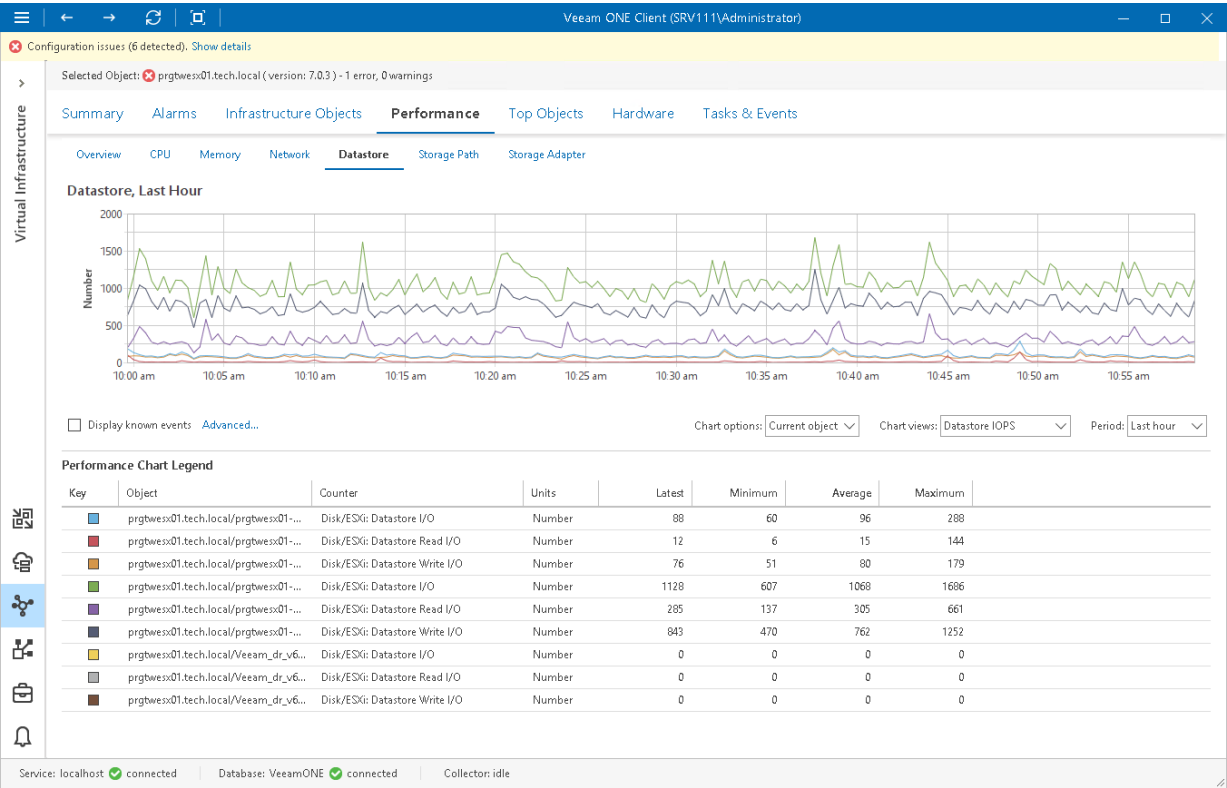 Veeam ONE Client (SRV111\Administrator)
Configuration issues (6 detected). Show details
Virtual Infrastructure
Selected Object: prgtwesx01.tech.local ( version: 7.0.3 ) - 1 error, 0 warnings
Summary Alarms Infrastructure Objects Performance Top Objects Hardware Tasks & Events
Overview CPU Memory Network Datastore Storage Path Storage Adapter
Datastore, Last Hour
Number
2000
1500
1000
500
0
10:00 am 10:05 am 10:10 am 10:15 am 10:20 am 10:25 am 10:30 am 10:35 am 10:40 am 10:45 am 10:50 am 10:55 am
Display known events Advanced... Chart options: Current object Chart views: Datastore IOPS Period: Last hour
Performance Chart Legend
Key Object Counter Units Latest Minimum Average Maximum
prgtwesx01.tech.local/prgtwesx01-... Disk/ESXi: Datastore I/O Number 88 60 96 288
prgtwesx01.tech.local/prgtwesx01-... Disk/ESXi: Datastore Read I/O Number 12 6 15 144
prgtwesx01.tech.local/prgtwesx01-... Disk/ESXi: Datastore Write I/O Number 76 51 80 179
prgtwesx01.tech.local/prgtwesx01-... Disk/ESXi: Datastore I/O Number 1128 607 1068 1686
prgtwesx01.tech.local/prgtwesx01-... Disk/ESXi: Datastore Read I/O Number 285 137 305 661
prgtwesx01.tech.local/prgtwesx01-... Disk/ESXi: Datastore Write I/O Number 843 470 762 1252
prgtwesx01.tech.local/Veeam_dr_v6... Disk/ESXi: Datastore I/O Number 0 0 0 0
prgtwesx01.tech.local/Veeam_dr_v6... Disk/ESXi: Datastore Read I/O Number 0 0 0 0
prgtwesx01.tech.local/Veeam_dr_v6... Disk/ESXi: Datastore Write I/O Number 0 0 0 0
Service: localhost connected Database: VeeamONE connected Collector: idle